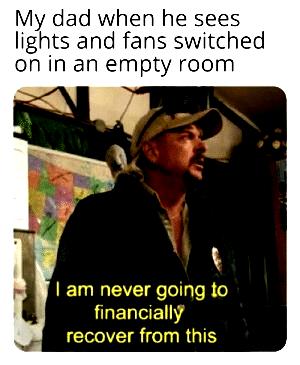 My dad when he sees
lights and fans switched
on in an empty room
I am never going to
financially
recover from this